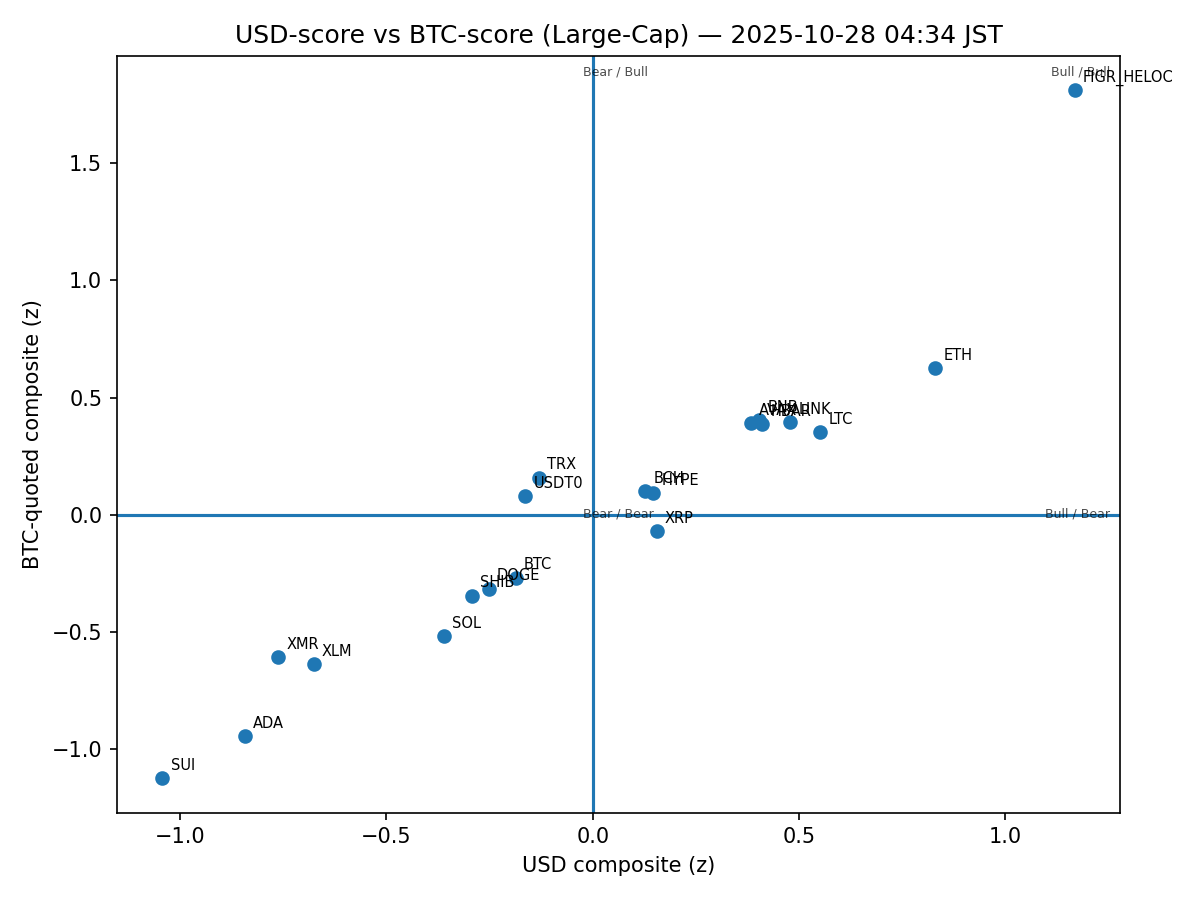 USD-score vs BTC-score (Large-Cap) — 2025-10-28 04:34 JST
Bear / Bull
Bull / Bull
FIGR_HELOC
1.5
1.0
ETH
0.5
BNB
LINK
LTC
TRX
USDT0
BCH
HYPE
0.0
Bear / Bear
XRP
Bull / Bear
BTC
DOGE
SHIB
−0.5
SOL
XMR
XLM
ADA
−1.0
SUI
−1.0
−0.5
0.0
0.5
1.0
USD composite (z)
BTC-quoted composite (z)